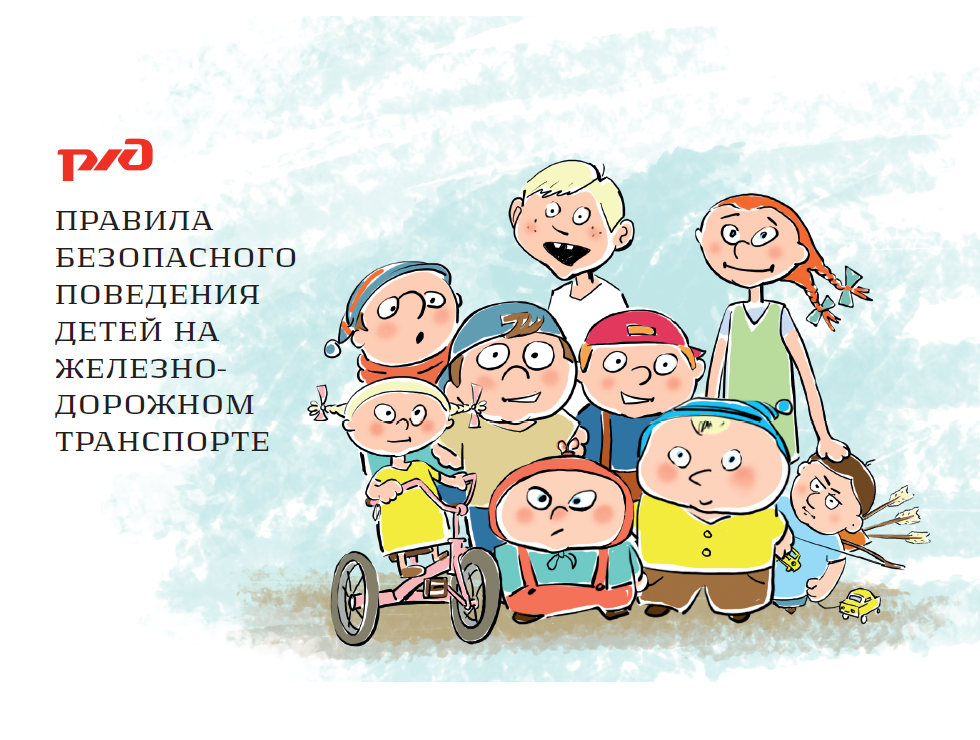 РЖД
ПРАВИЛА
БЕЗОПАСНОГО
ПОВЕДЕНИЯ
ДЕТЕЙ НА
ЖЕЛЕЗНО-
ДОРОЖНОМ
ТРАНСПОРТЕ